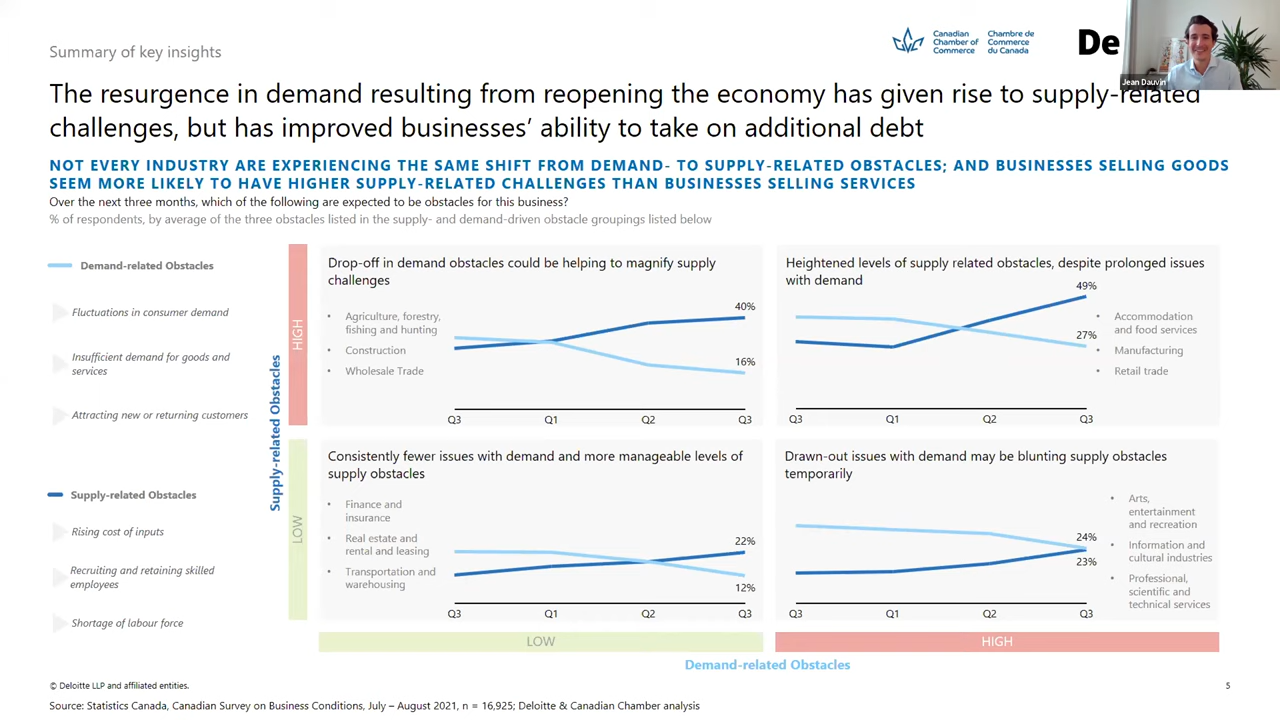 Summary of key insights
Canadian
Chamber of
Commerce
Chambre de
Commerce
du Canada
De
Jean Dauvin
The resurgence in demand resulting from reopening the economy has given rise to supply-related
challenges, but has improved businesses' ability to take on additional debt
NOT EVERY INDUSTRY ARE EXPERIENCING THE SAME SHIFT FROM DEMAND- TO SUPPLY-RELATED OBSTACLES; AND BUSINESSES SELLING GOODS
SEEM MORE LIKELY TO HAVE HIGHER SUPPLY-RELATED CHALLENGES THAN BUSINESSES SELLING SERVICES
Over the next three months, which of the following are expected to be obstacles for this business?
% of respondents, by average of the three obstacles listed in the supply- and demand-driven obstacle groupings listed below
Demand-related Obstacles
Fluctuations in consumer demand
Insufficient demand for goods and
services
Attracting new or returning customers
Supply-related Obstacles
Rising cost of inputs
Recruiting and retaining skilled
employees
Shortage of labour force
Supply-related Obstacles
HIGH
LOW
Drop-off in demand obstacles could be helping to magnify supply
challenges
• Agriculture, forestry,
fishing and hunting
• Construction
• Wholesale Trade
40%
16%
Q3 Q1 Q2 Q3
Heightened levels of supply related obstacles, despite prolonged issues
with demand
49%
27%
• Accommodation
and food services
• Manufacturing
• Retail trade
Q3 Q1 Q2 Q3
Consistently fewer issues with demand and more manageable levels of
supply obstacles
• Finance and
insurance
• Real estate and
rental and leasing
• Transportation and
warehousing
22%
12%
Q3 Q1 Q2 Q3
Drawn-out issues with demand may be blunting supply obstacles
temporarily
24%
23%
• Arts,
entertainment
and recreation
• Information and
cultural industries
• Professional,
scientific and
technical services
Q3 Q1 Q2 Q3
LOW
HIGH
Demand-related Obstacles
© Deloitte LLP and affiliated entities.
5
Source: Statistics Canada, Canadian Survey on Business Conditions, July – August 2021, n = 16,925; Deloitte & Canadian Chamber analysis